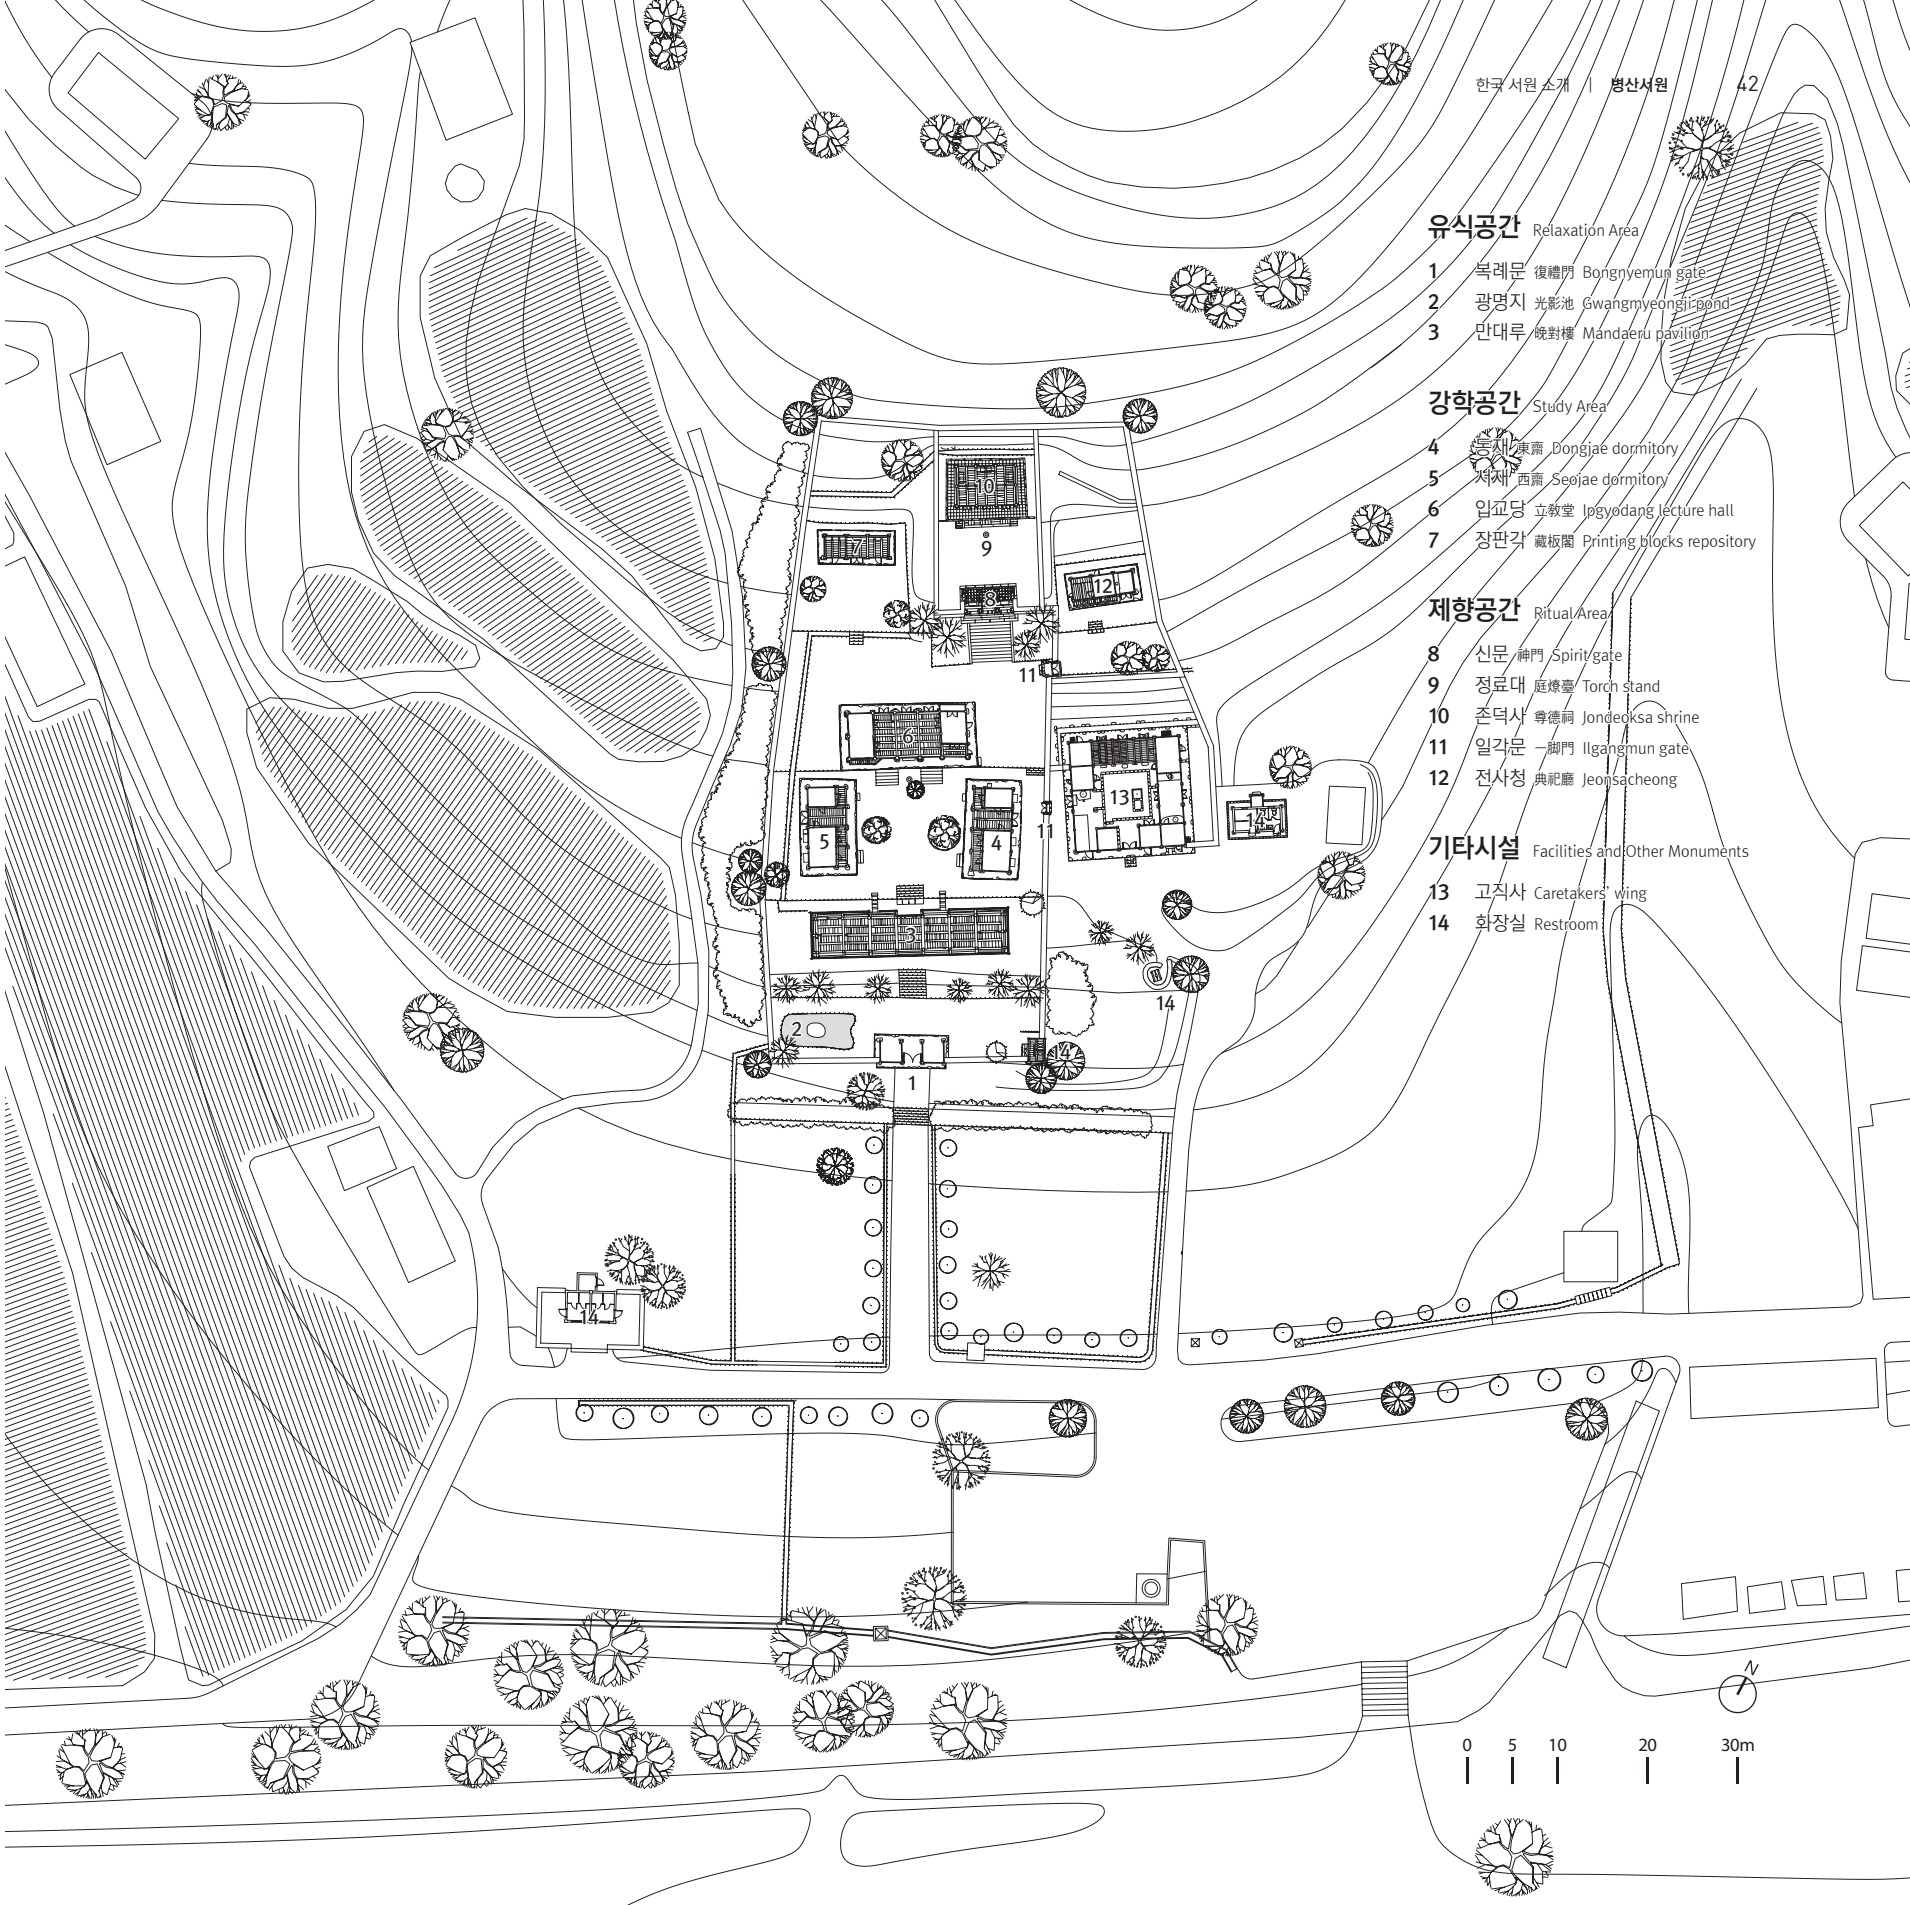 한국 서원 소개 | 병산서원 42
유식공간 Relaxation Area
1 복례문 復禮門 Bongnyemun gate
2 광명지 光影池 Gwangmyeongji pond
3 만대루 晩對樓 Mandaeru pavilion
강학공간 Study Area
4 동재 東齋 Dongjae dormitory
5 서재 西齋 Seojae dormitory
6 입교당 立敎堂 Ipgyodang lecture hall
7 장판각 藏板閣 Printing blocks repository
제향공간 Ritual Area
8 신문 神門 Spirit gate
9 정료대 庭燎臺 Torch stand
10 존덕사 尊德祠 Jondeoksa shrine
11 일각문 一脚門 Ilgangmun gate
12 전사청 典祀廳 Jeonsacheong
기타시설 Facilities and Other Monuments
13 고직사 Caretakers' wing
14 화장실 Restroom
10
7
9
12
8
11
6
13
11
14
5
4
3
14
2
14
1
14
N
0 5 10 20 30m